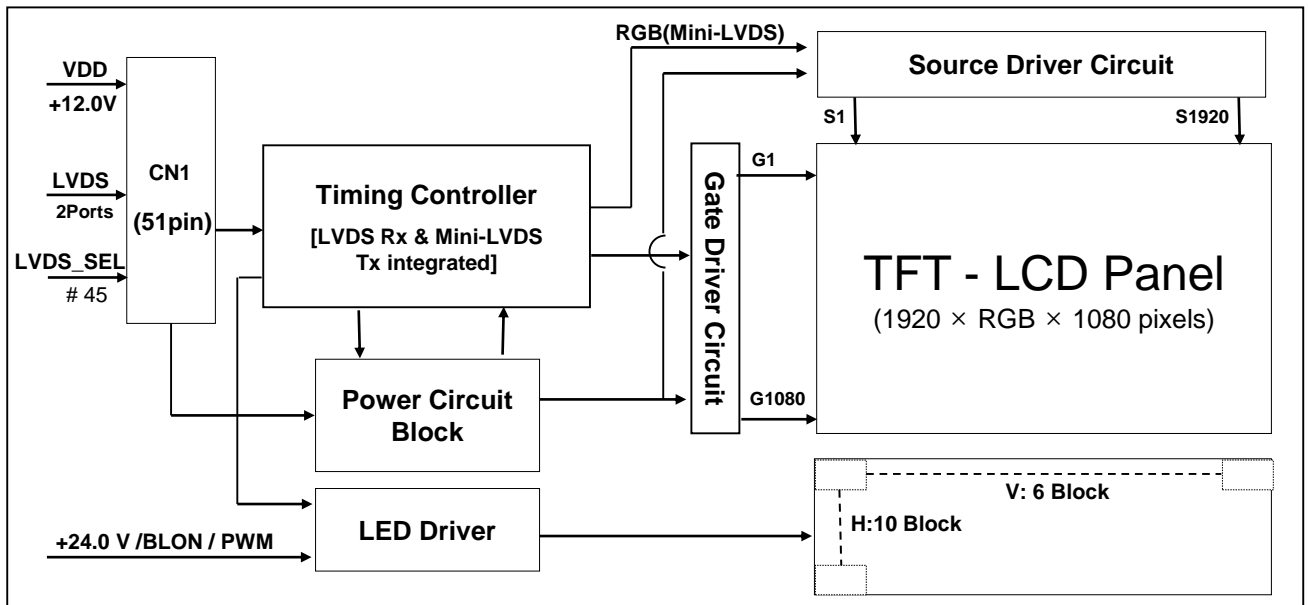 RGB(Mini-LVDS)
VDD
+12.0V
LVDS
2Ports
LVDS_SEL
# 45
CN1
(51pin)
Timing Controller
[LVDS Rx & Mini-LVDS
Tx integrated]
Power Circuit
Block
LED Driver
+24.0 V /BLON / PWM
Gate Driver Circuit
G1
G1080
Source Driver Circuit
S1
S1920
TFT - LCD Panel
(1920 × RGB × 1080 pixels)
V: 6 Block
H:10 Block